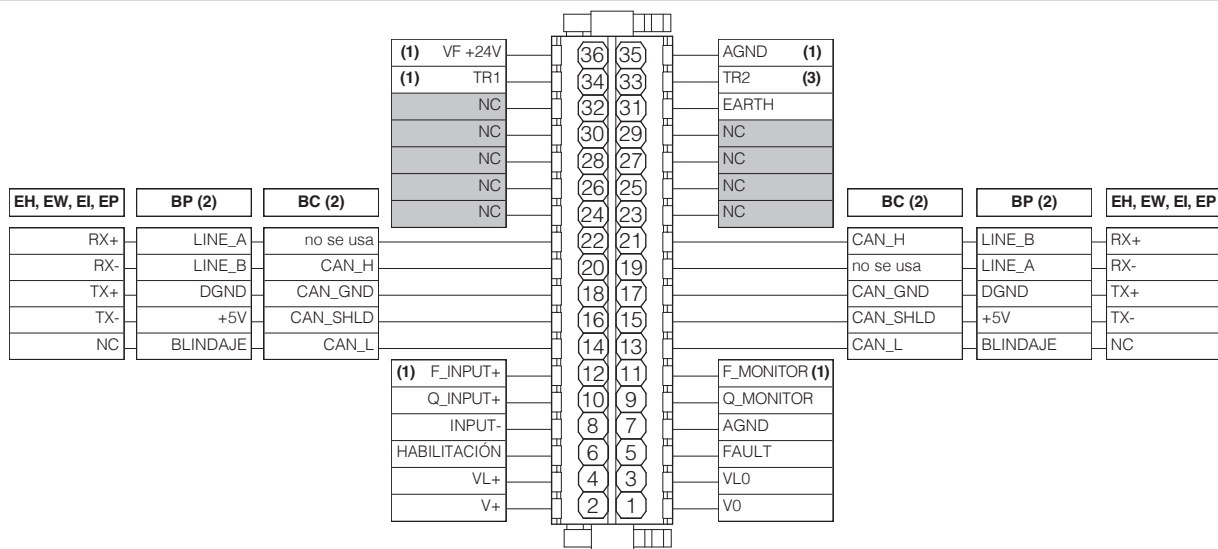 (1) VF +24V 36 35 AGND (1)
(1) TR1 34 33 TR2 (3)
NC 32 31 EARTH
NC 30 29 NC
NC 28 27 NC
NC 26 25 NC
NC 24 23 NC
EH, EW, EI, EP BP (2) BC (2) BC (2) BP (2) EH, EW, EI, EP
RX+ LINE_A no se usa 22 21 CAN_H LINE_B RX+
RX- LINE_B CAN_H 20 19 no se usa LINE_A RX-
TX+ DGND CAN_GND 18 17 CAN_GND DGND TX+
TX- +5V CAN_SHLD 16 15 CAN_SHLD +5V TX-
NC BLINDAJE CAN_L 14 13 CAN_L BLINDAJE NC
(1) F_INPUT+ 12 11 F_MONITOR (1)
Q_INPUT+ 10 9 Q_MONITOR
INPUT- 8 7 AGND
HABILITACIÓN 6 5 FAULT
VL+ 4 3 VL0
V+ 2 1 V0